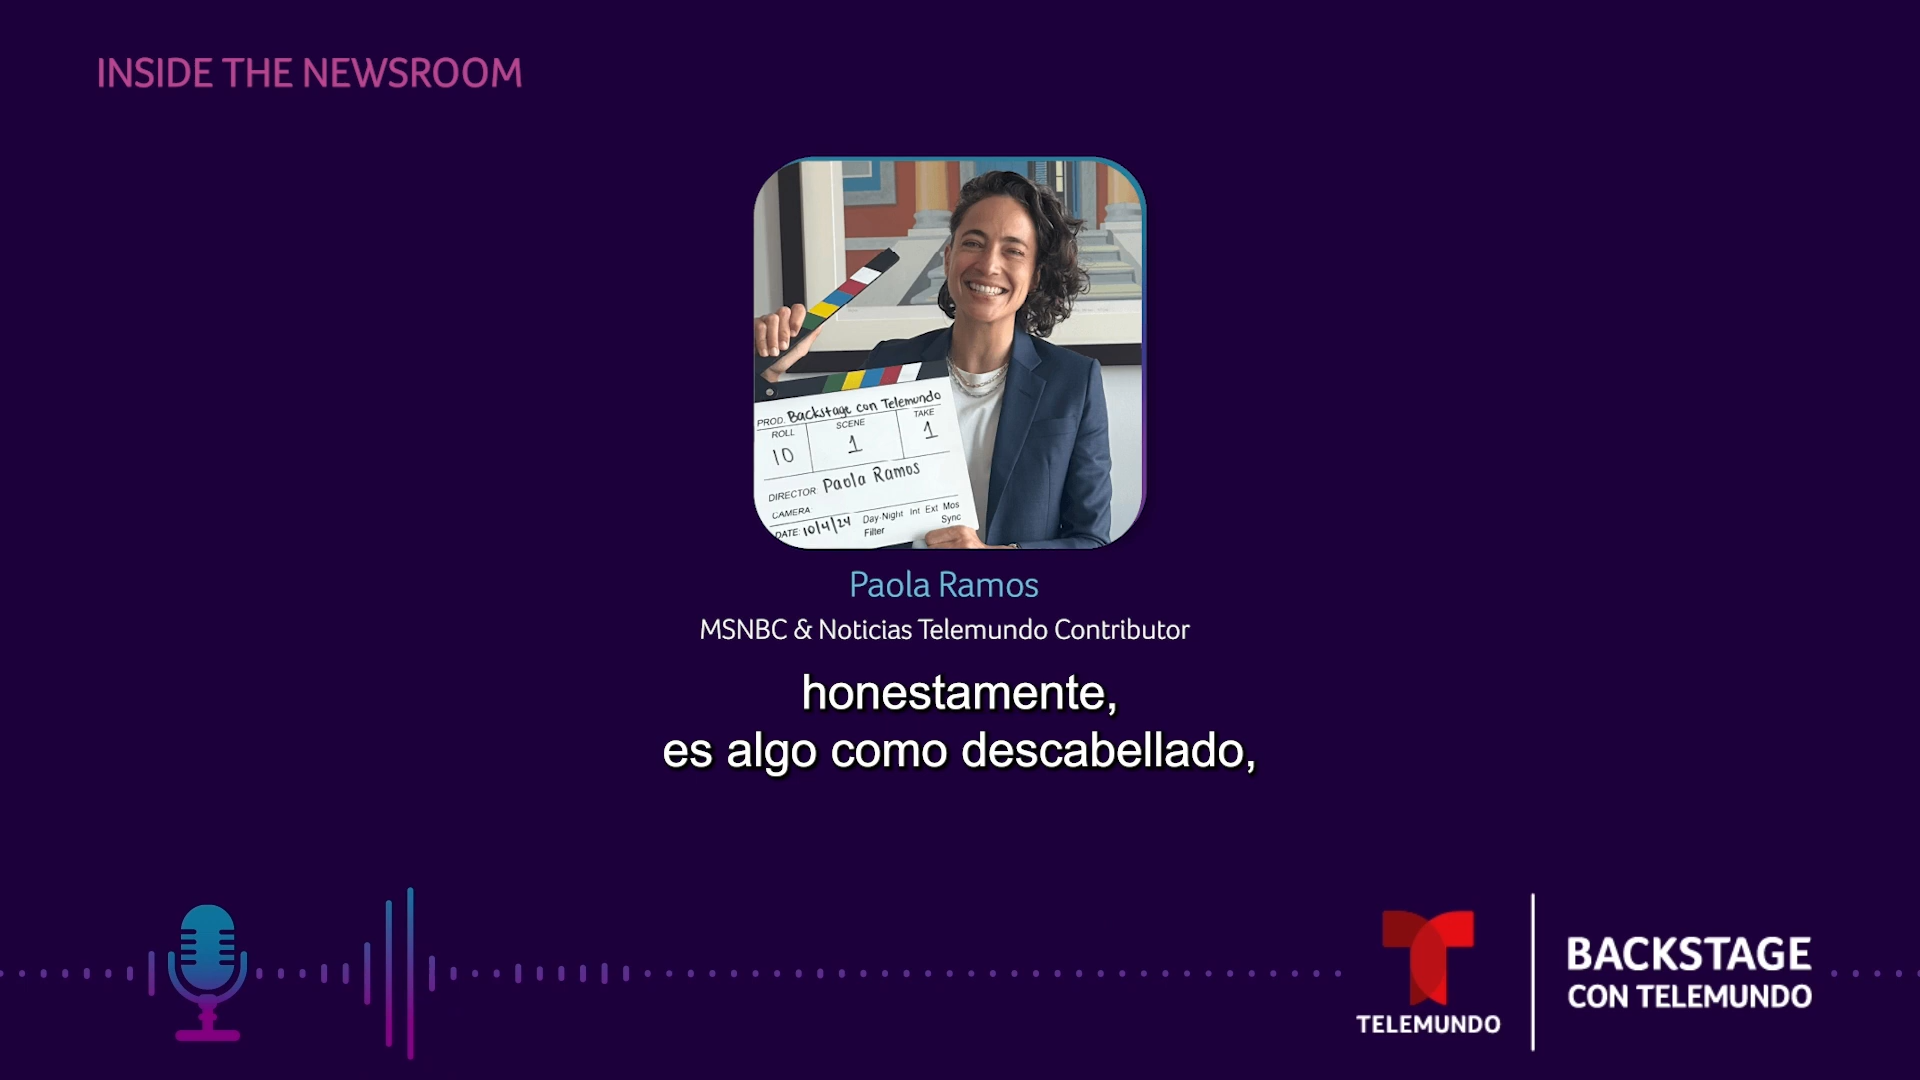 INSIDE THE NEWSROOM
PROD. Backstage con Telemundo
ROLL SCENE TAKE
10 1 1
DIRECTOR: Paola Ramos
CAMERA:
DATE: 10/4/24 Day-Night Int Ext Mos
Filter Sync
Paola Ramos
MSNBC & Noticias Telemundo Contributor
honestamente,
es algo como descabellado,
TELEMUNDO
BACKSTAGE
CON TELEMUNDO